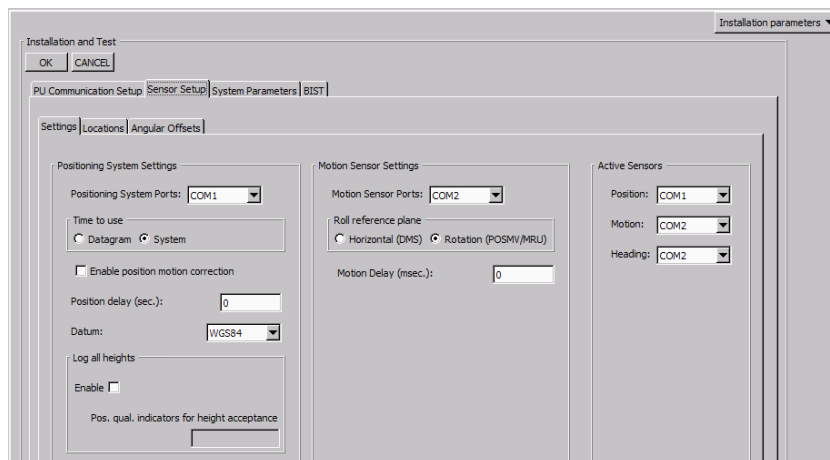 Installation parameters
Installation and Test
OK CANCEL
PU Communication Setup Sensor Setup System Parameters BIST
Settings Locations Angular Offsets
Positioning System Settings Motion Sensor Settings Active Sensors
Positioning System Ports: COM1 Motion Sensor Ports: COM2 Position: COM1
Time to use Roll reference plane Motion: COM2
Datagram System Horizontal (DMS) Rotation (POSMV/MRU) Heading: COM2
Enable position motion correction Motion Delay (msec.): 0
Position delay (sec.): 0
Datum: WGS84
Log all heights
Enable
Pos. qual. indicators for height acceptance